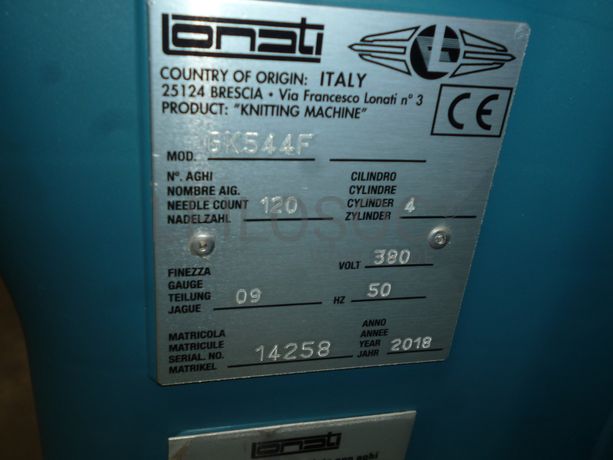 Lonati
COUNTRY OF ORIGIN: ITALY
25124 BRESCIA • Via Francesco Lonati n° 3
PRODUCT: "KNITTING MACHINE"
CE
MOD. GK544F
N°. AGHI
NOMBRE AIG.
NEEDLE COUNT 120
NADELZAHL
CILINDRO
CYLINDRE
CYLINDER 4
ZYLINDER
FINEZZA
GAUGE
TEILUNG 09
JAUGE
VOLT 380
HZ 50
MATRICOLA
MATRICULE
SERIAL. NO. 14258
MATRIKEL
ANNO
ANNEE
YEAR 2018
JAHR
Lonati